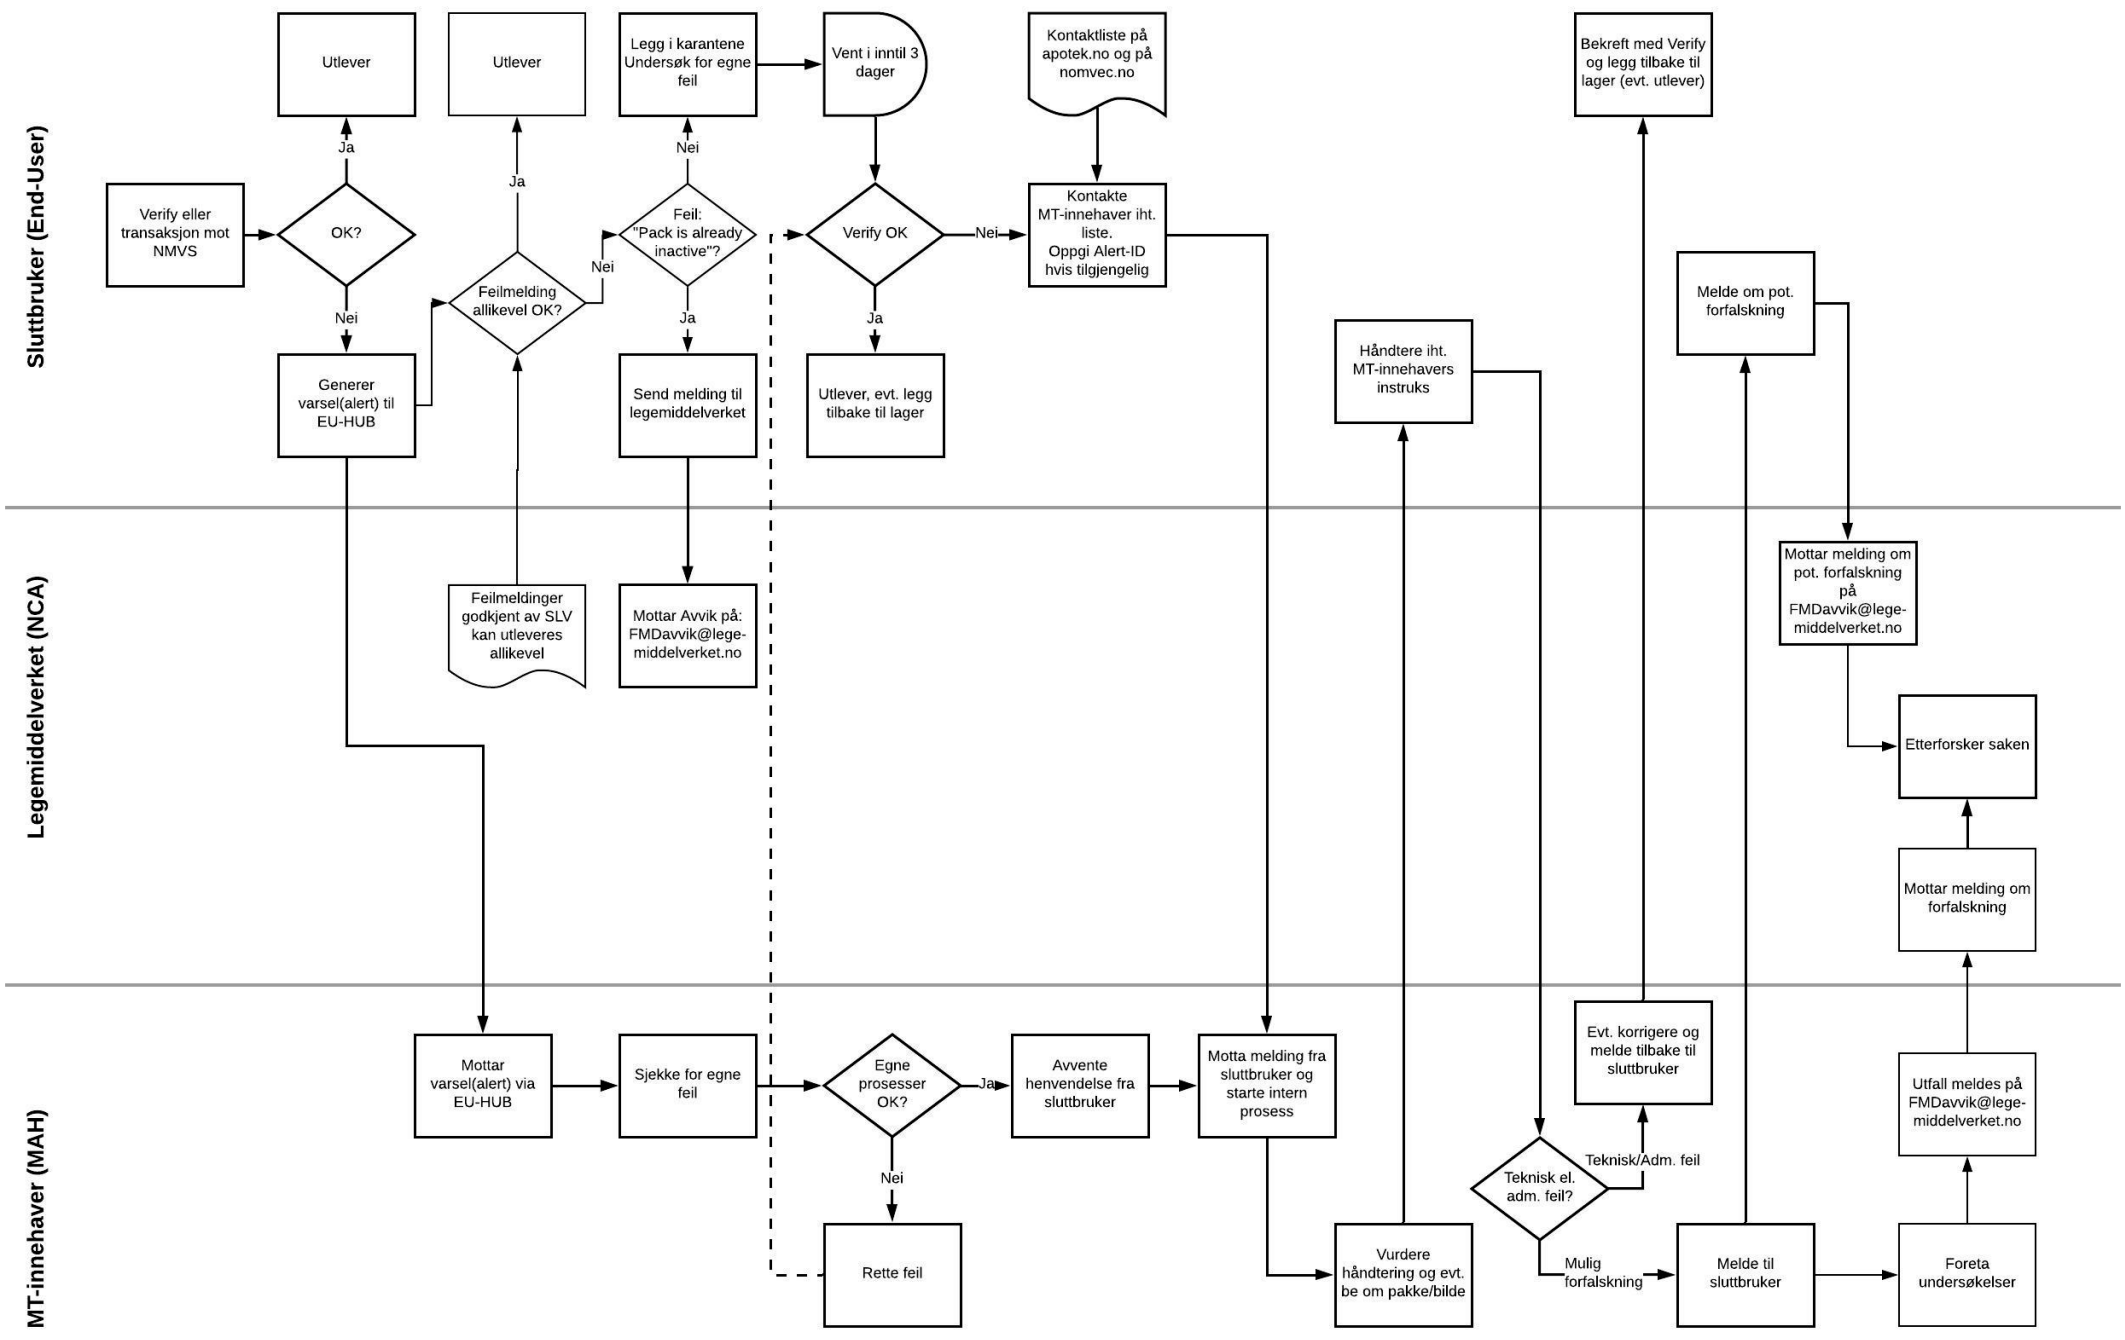 Sluttbruker (End-User)
Utlever
Utlever
Legg i karantene
Undersøk for egne
feil
Vent i inntil 3
dager
Kontaktliste på
apotek.no og på
nomvec.no
Bekreft med Verify
og legg tilbake til
lager (evt. utlever)
Ja
Ja
Nei
Verify eller
transaksjon mot
NMVS
OK?
Nei
Feilmelding
allikevel OK?
Nei
Feil:
"Pack is already
inactive"?
Ja
Verify OK
Nei
Ja
Kontakte
MT-innehaver iht.
liste.
Oppgi Alert-ID
hvis tilgjengelig
Melde om pot.
forfalskning
Generer
varsel(alert) til
EU-HUB
Send melding til
legemiddelverket
Utlever, evt. legg
tilbake til lager
Håndtere iht.
MT-innehavers
instruks
Legemiddelverket (NCA)
Feilmeldinger
godkjent av SLV
kan utleveres
allikevel
Mottar Avvik på:
FMDavvik@lege-
middelverket.no
Mottar melding om
pot. forfalskning
på
FMDavvik@lege-
middelverket.no
Etterforsker saken
Mottar melding om
forfalskning
MT-innehaver (MAH)
Mottar
varsel(alert) via
EU-HUB
Sjekke for egne
feil
Egne
prosesser
OK?
Ja
Nei
Avvente
henvendelse fra
sluttbruker
Motta melding fra
sluttbruker og
starte intern
prosess
Evt. korrigere og
melde tilbake til
sluttbruker
Utfall meldes på
FMDavvik@lege-
middelverket.no
Teknisk/Adm. feil
Teknisk el.
adm. feil?
Rette feil
Vurdere
håndtering og evt.
be om pakke/bilde
Mulig
forfalskning
Melde til
sluttbruker
Foreta
undersøkelser